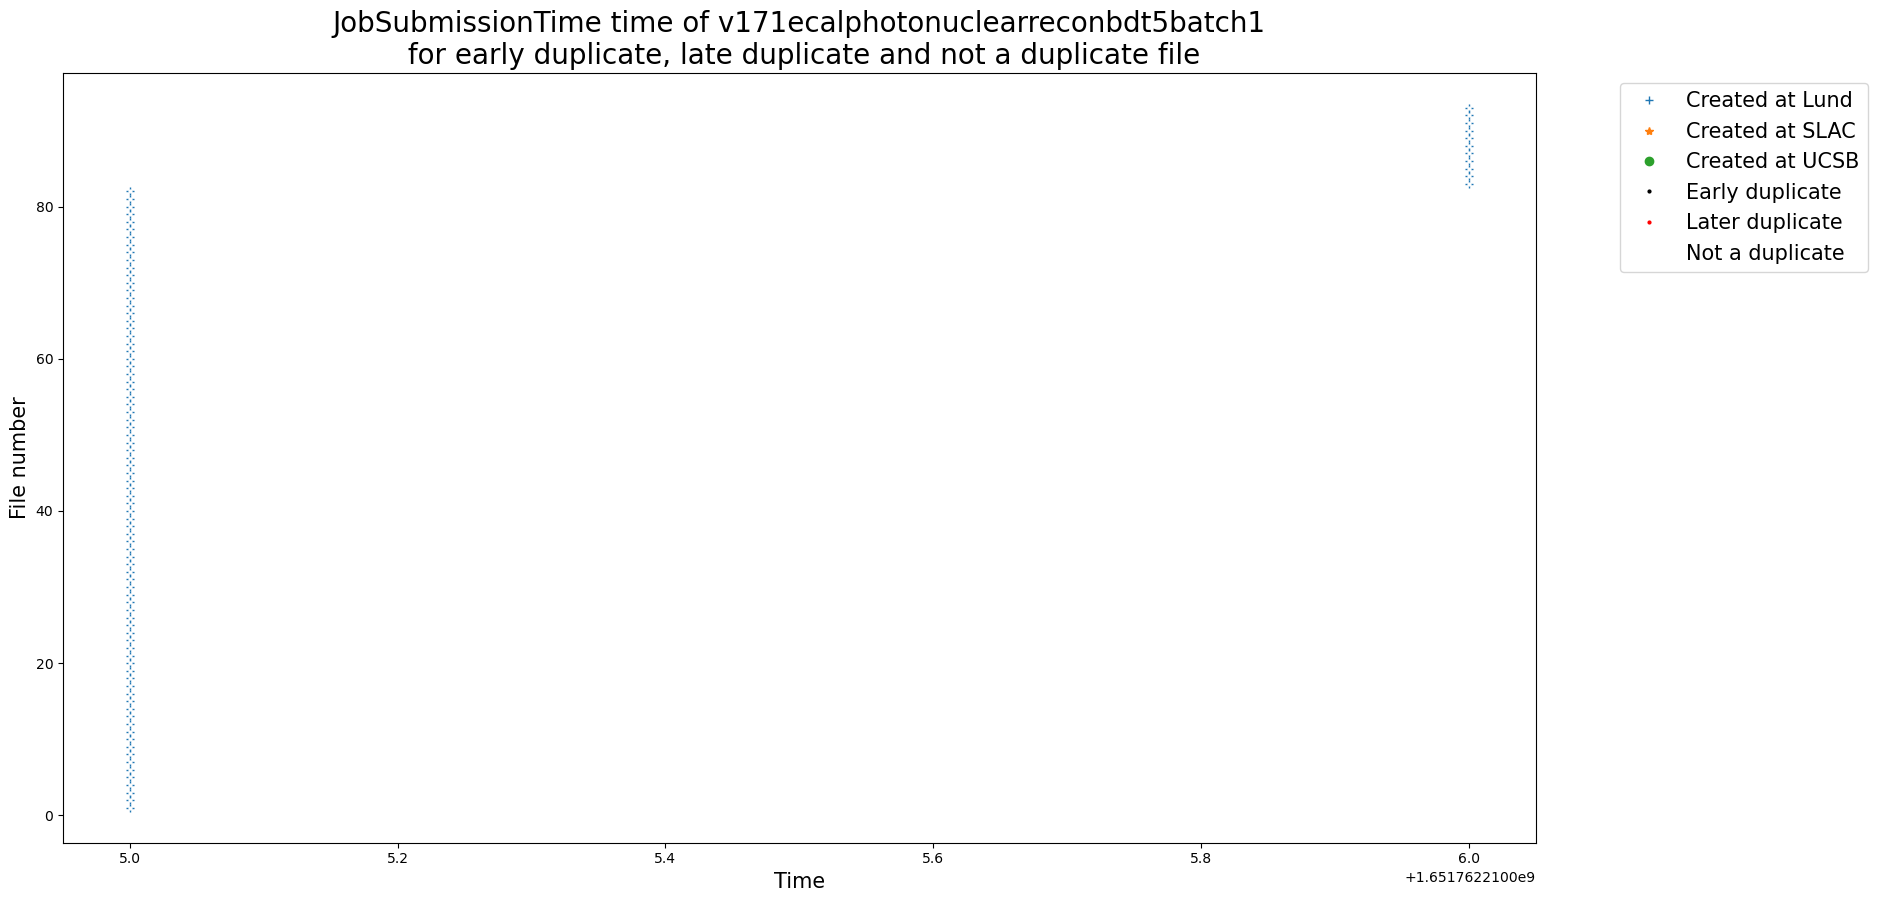 JobSubmissionTime time of v171ecalphotonuclearreconbdt5batch1
for early duplicate, late duplicate and not a duplicate file
Created at Lund
Created at SLAC
Created at UCSB
Early duplicate
Later duplicate
Not a duplicate
File number
80
60
40
20
0
5.0
5.2
5.4
5.6
5.8
6.0
+1.6517622100e9
Time